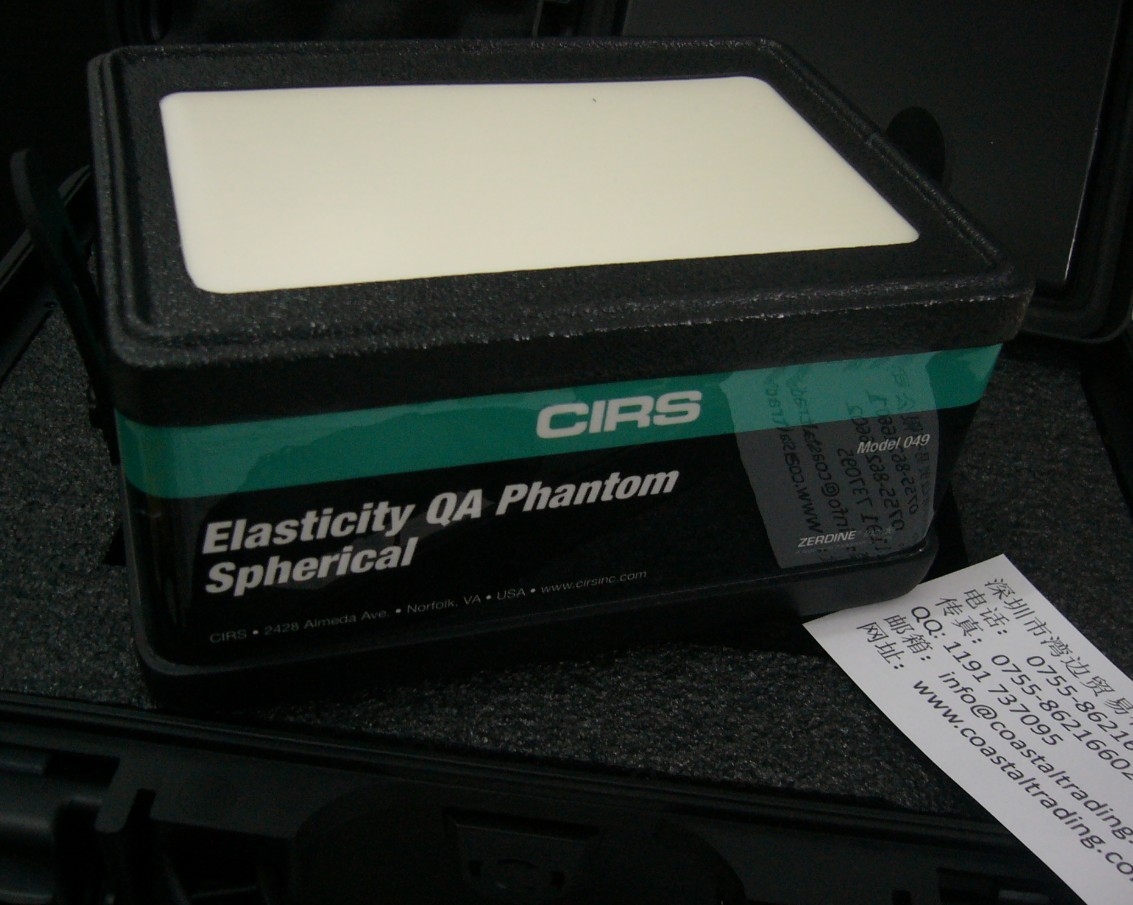 CIRS
Model 049
Elasticity QA Phantom
Spherical
ZERDINE
CIRS • 2428 Almeda Ave. • Norfolk, VA • USA • www.cirsinc.com
深圳市湾边贸易
电话： 0755-86216
传真： 0755-86216602
QQ: 1191 737095
邮箱： info@coastaltrading.
网址： www.coastaltrading.co